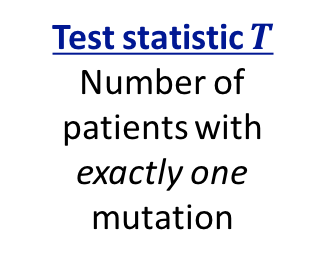 Test statistic T
Number of
patients with
exactly one
mutation